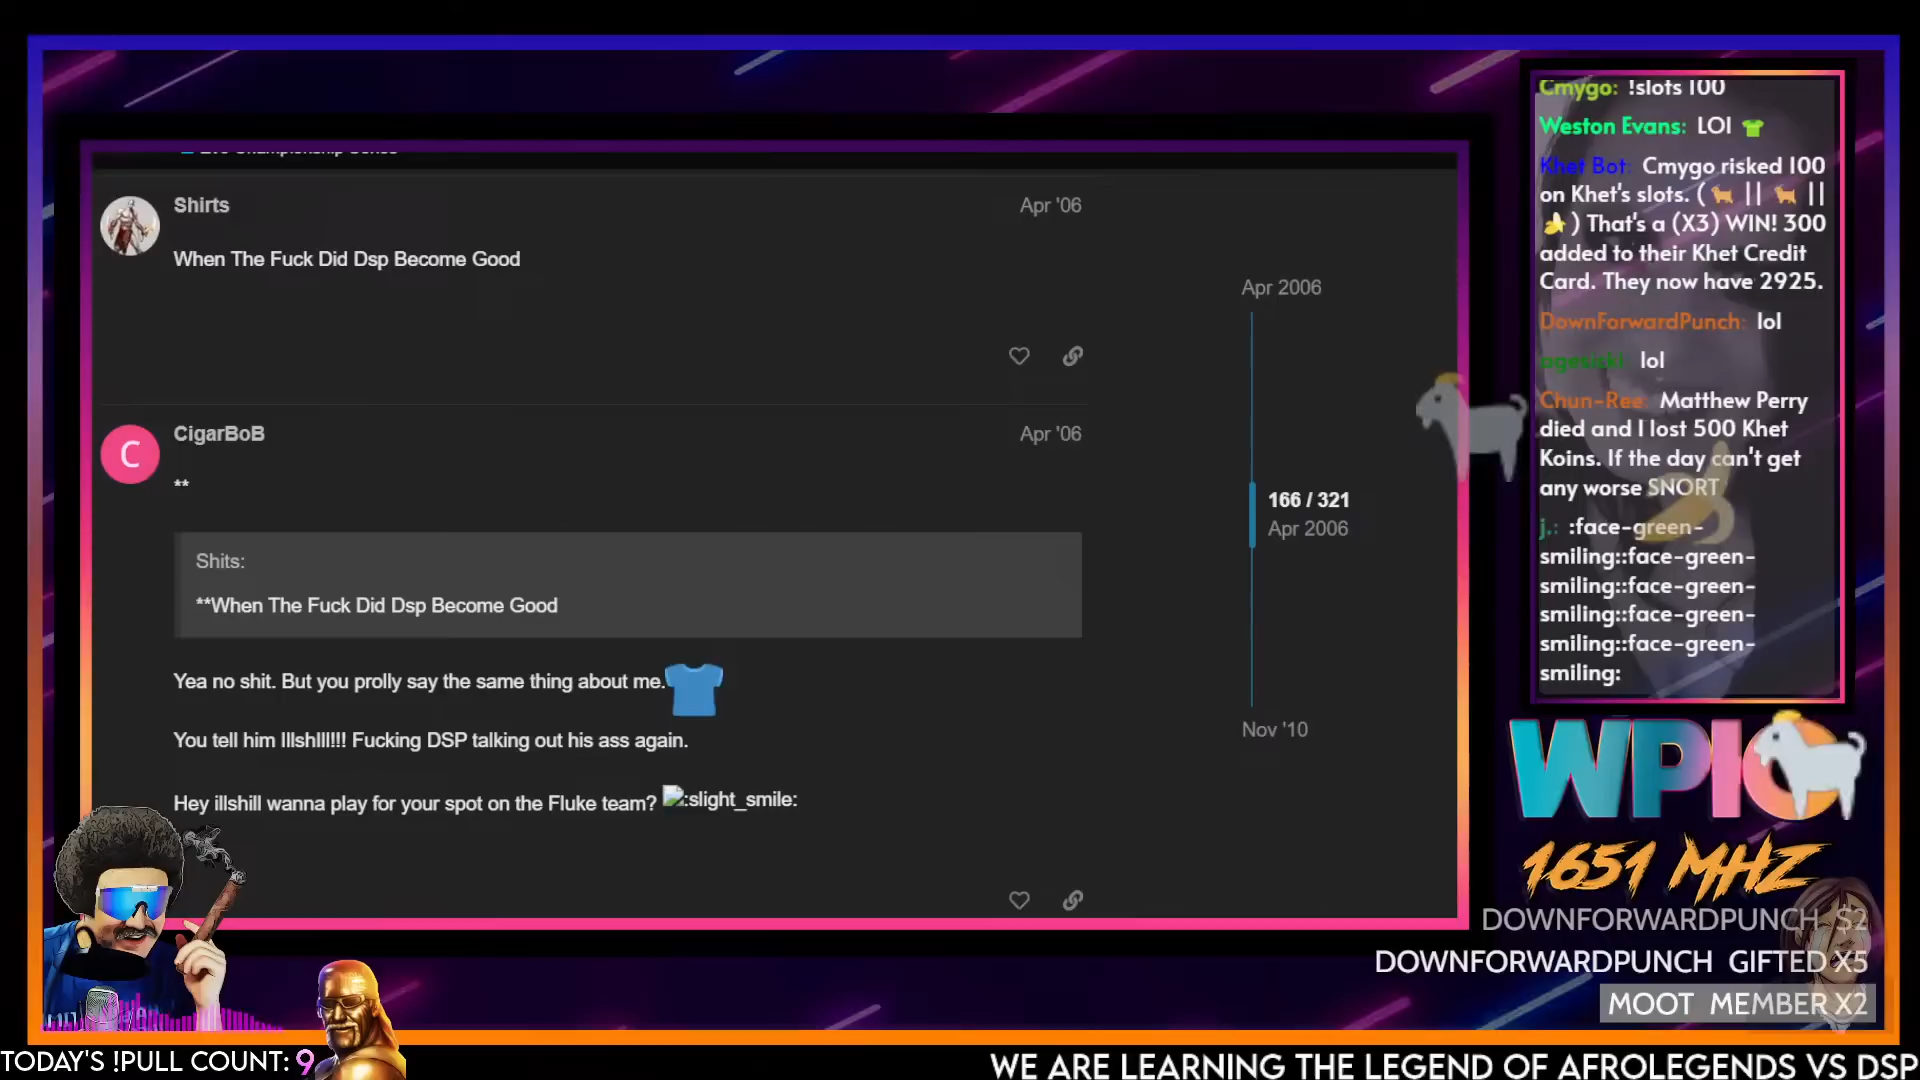 Evo Championship Series
Shirts
Apr '06
When The Fuck Did Dsp Become Good
CigarBoB
Apr '06
**
Shits:
**When The Fuck Did Dsp Become Good
Yea no shit. But you prolly say the same thing about me.
You tell him IllshIll!!! Fucking DSP talking out his ass again.
Hey illshill wanna play for your spot on the Fluke team? :slight_smile:
Apr 2006
166 / 321
Apr 2006
Nov '10
Cmygo: !slots 100
Weston Evans: LOl
Khet Bot: Cmygo risked 100
on Khet's slots. ( || ||
) That's a (X3) WIN! 300
added to their Khet Credit
Card. They now have 2925.
DownForwardPunch: lol
ogesiski: lol
Chun-Ree: Matthew Perry
died and I lost 500 Khet
Koins. If the day can't get
any worse SNORT
j.: :face-green-
smiling::face-green-
smiling::face-green-
smiling::face-green-
smiling::face-green-
smiling:
WPIG
1651 MHZ
DOWNFORWARDPUNCH $2
DOWNFORWARDPUNCH GIFTED X5
MOOT MEMBER X2
TODAY'S !PULL COUNT: 9
WE ARE LEARNING THE LEGEND OF AFROLEGENDS VS DSP